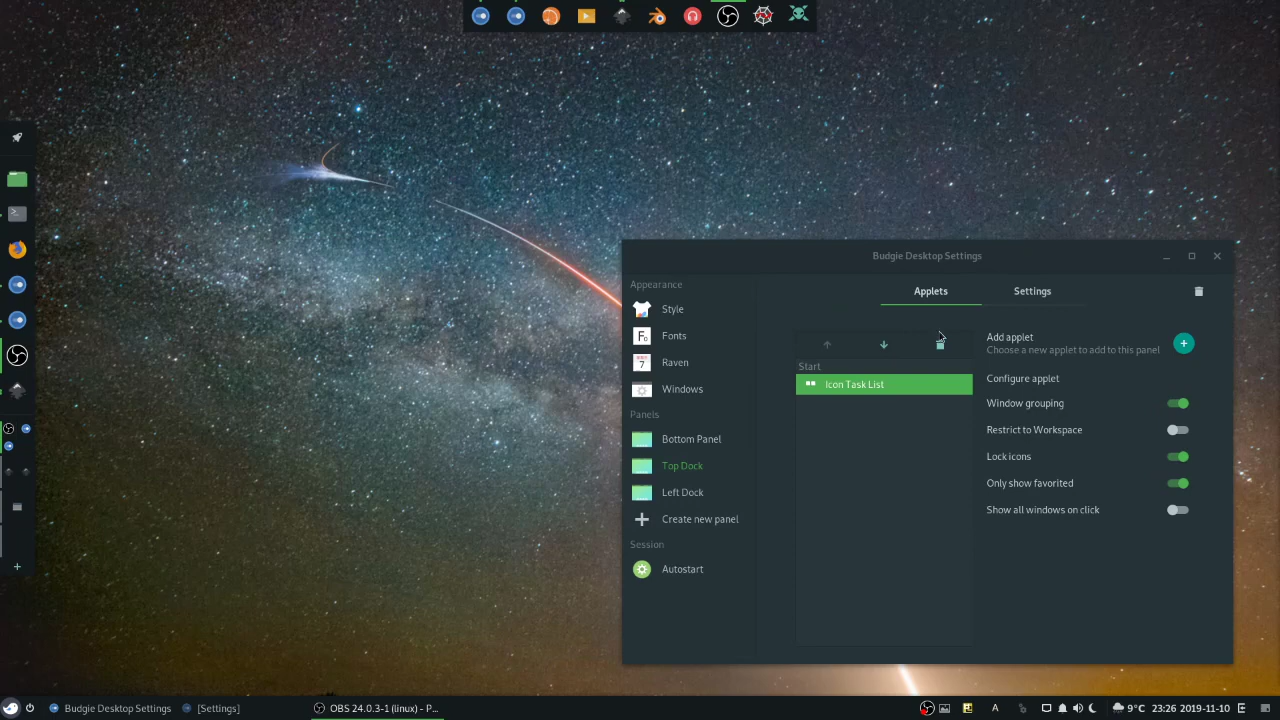 Budgie Desktop Settings
Appearance
Style
Fo
Fonts
7
Raven
Windows
Panels
Bottom Panel
Top Dock
Left Dock
Create new panel
Session
Autostart
Applets
Settings
Start
Icon Task List
Add applet
Choose a new applet to add to this panel
Configure applet
Window grouping
Restrict to Workspace
Lock icons
Only show favorited
Show all windows on click
Budgie Desktop Settings
[Settings]
OBS 24.0.3-1 (linux) - P...
A
9°C
23:26 2019-11-10